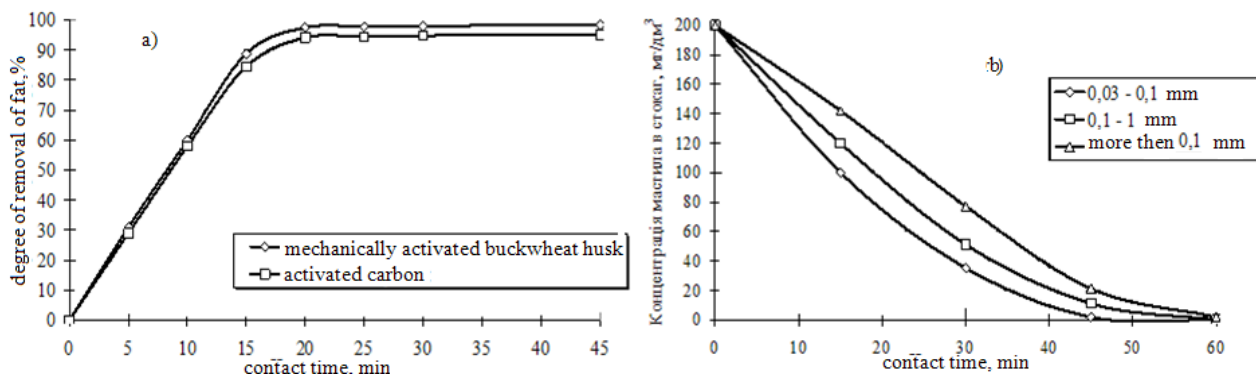 a)
degree of removal of fat,%
100
90
80
70
60
50
40
30
20
10
0
0 5 10 15 20 25 30 35 40 45
contact time, min
mechanically activated buckwheat husk
activated carbon
b)
Концентрація мастила в стоках, мг/дм³
200
180
160
140
120
100
80
60
40
20
0
0 10 20 30 40 50 60
contact time, min
0,03 - 0,1 mm
0,1 - 1 mm
more then 0,1 mm